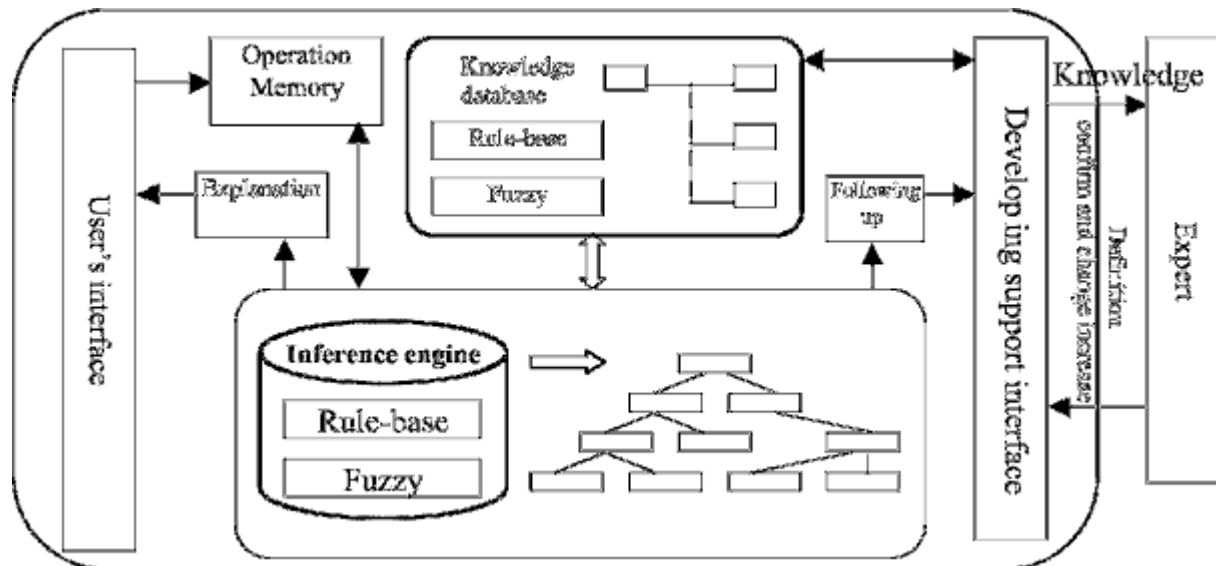 Operation
Memory
Knowledge
database
Rule-base
Fuzzy
Explanation
Following
up
User's interface
Inference engine
Rule-base
Fuzzy
Developing support interface
Knowledge
confirm and change increase
Definition
Expert